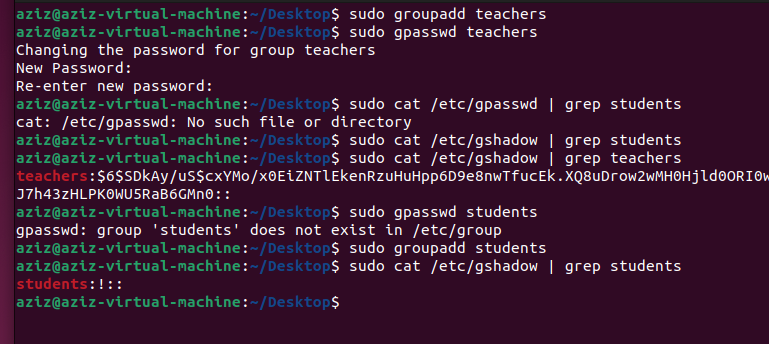 aziz@aziz-virtual-machine:~/Desktop$ sudo groupadd teachers
aziz@aziz-virtual-machine:~/Desktop$ sudo gpasswd teachers
Changing the password for group teachers
New Password:
Re-enter new password:
aziz@aziz-virtual-machine:~/Desktop$ sudo cat /etc/gpasswd | grep students
cat: /etc/gpasswd: No such file or directory
aziz@aziz-virtual-machine:~/Desktop$ sudo cat /etc/gshadow | grep students
aziz@aziz-virtual-machine:~/Desktop$ sudo cat /etc/gshadow | grep teachers
teachers:$6$SDkAy/uS$cxYMo/x0EiZNTlEkenRzuHuHpp6D9e8nwTfucEk.XQ8uDrow2wMH0Hjld0ORI0w
J7h43zHLPK0WU5RaB6GMn0::
aziz@aziz-virtual-machine:~/Desktop$ sudo gpasswd students
gpasswd: group 'students' does not exist in /etc/group
aziz@aziz-virtual-machine:~/Desktop$ sudo groupadd students
aziz@aziz-virtual-machine:~/Desktop$ sudo cat /etc/gshadow | grep students
students:!::
aziz@aziz-virtual-machine:~/Desktop$